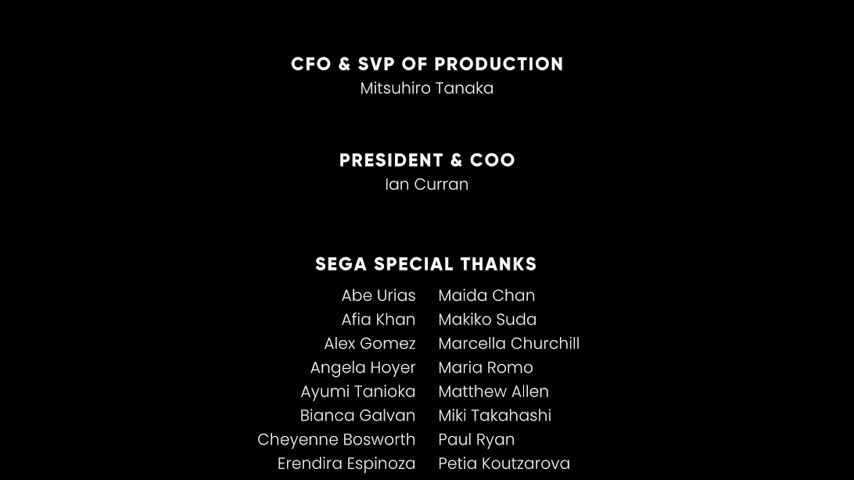 CFO & SVP OF PRODUCTION
Mitsuhiro Tanaka
PRESIDENT & COO
Ian Curran
SEGA SPECIAL THANKS
Abe Urias Maida Chan
Afia Khan Makiko Suda
Alex Gomez Marcella Churchill
Angela Hoyer Maria Romo
Ayumi Tanioka Matthew Allen
Bianca Galvan Miki Takahashi
Cheyenne Bosworth Paul Ryan
Erendira Espinoza Petia Koutzarova